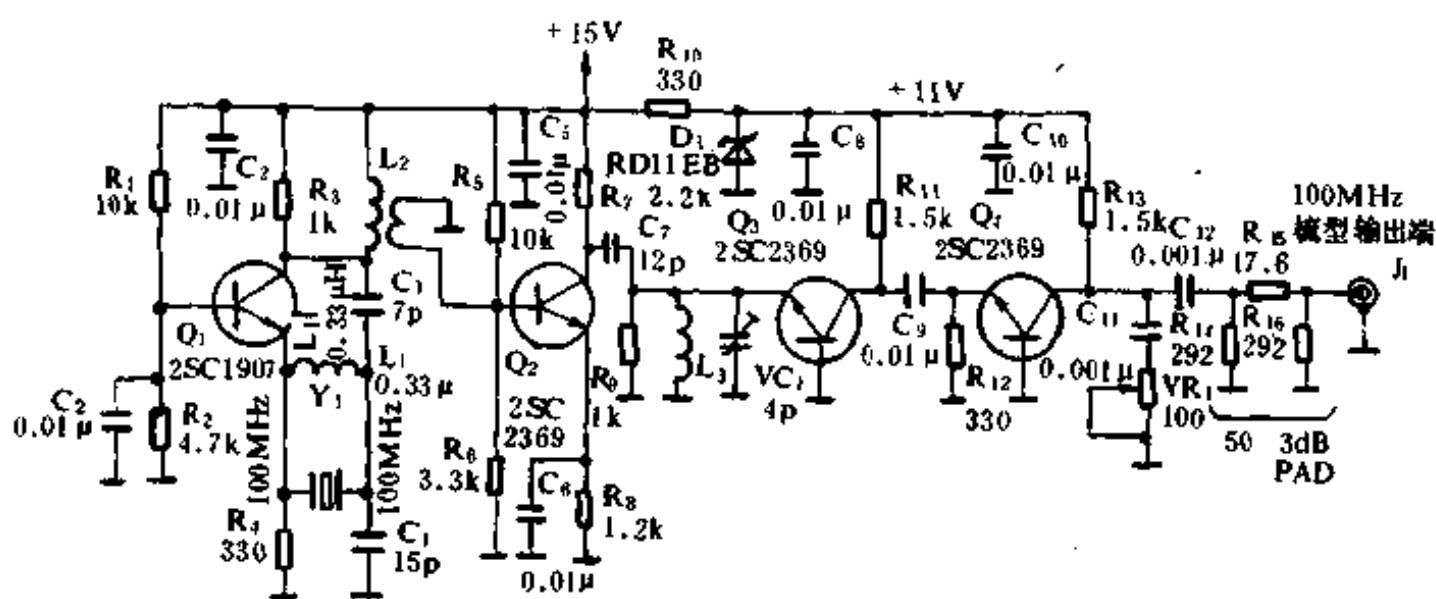 +15V
R₁₀
330
+11V
C₂
0.01μ
R₁
10k
R₃
1k
L₂
R₅
10k
C₅
0.01μ
R₇ 2.2k
D₁
RD11EB
C₈
0.01μ
R₁₁
1.5k
C₁₀
0.01μ
R₁₃
1.5k
100MHz
梳型输出端
J₁
C₇
12p
Q₃
2SC2369
2SC2369
C₁₂
0.001μ
R₁₅
17.6
Q₁
2SC1907
0.33μH
7p
L₁
0.33μ
Y₁
Q₂
2SC
2369
R₉
1k
L₃
VC₁
4p
C₉
0.01μ
R₁₂
330
C₁₁
0.001μ
VR₁
100
R₁₄
292
R₁₆
292
50 3dB
PAD
C₂
0.01μ
R₂
4.7k
100MHz
100MHz
R₄
330
C₁
15p
R₆
3.3k
C₆
0.01μ
R₈
1.2k